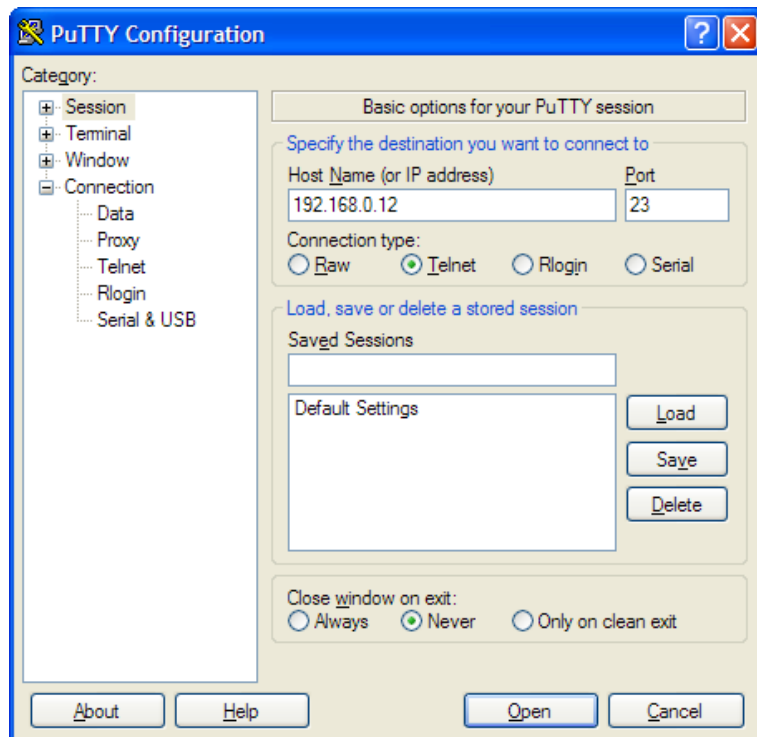 PuTTY Configuration
Category:
Session
Terminal
Window
Connection
Data
Proxy
Telnet
Rlogin
Serial & USB
Basic options for your PuTTY session
Specify the destination you want to connect to
Host Name (or IP address) Port
192.168.0.12 23
Connection type:
Raw Telnet Rlogin Serial
Load, save or delete a stored session
Saved Sessions
Default Settings
Load
Save
Delete
Close window on exit:
Always Never Only on clean exit
About Help Open Cancel